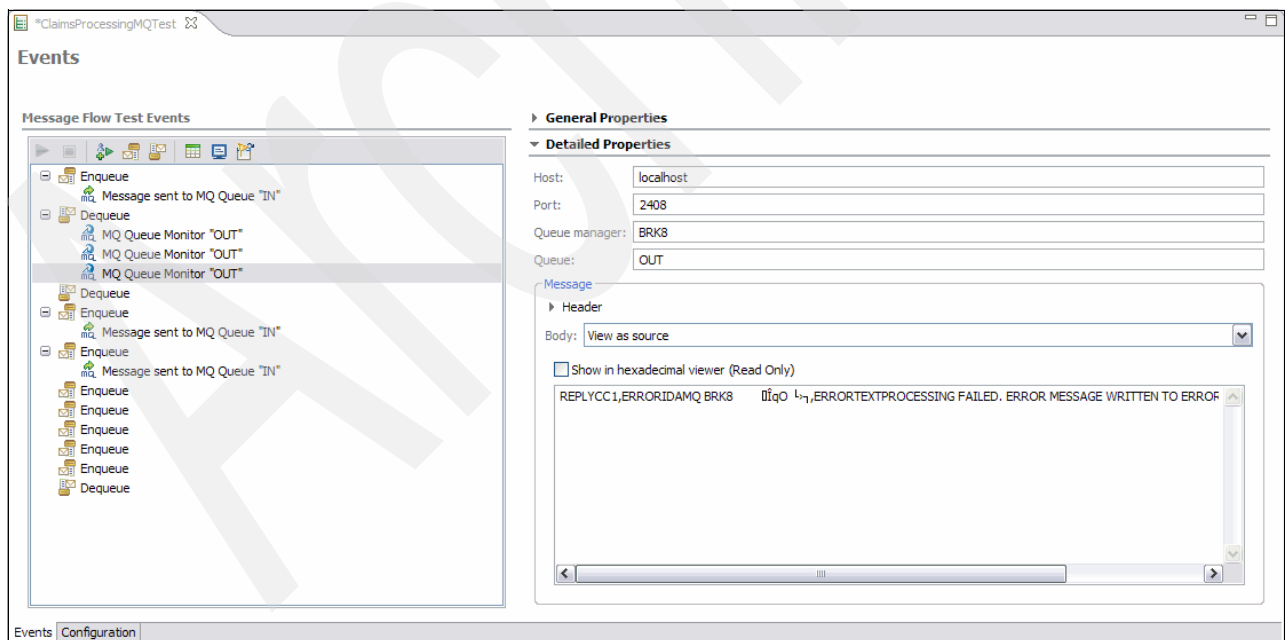 *ClaimsProcessingMQTest
Events
Message Flow Test Events
Enqueue
Message sent to MQ Queue "IN"
Dequeue
MQ Queue Monitor "OUT"
MQ Queue Monitor "OUT"
MQ Queue Monitor "OUT"
Dequeue
Enqueue
Message sent to MQ Queue "IN"
Enqueue
Message sent to MQ Queue "IN"
Enqueue
Enqueue
Enqueue
Enqueue
Enqueue
Dequeue
General Properties
Detailed Properties
Host: localhost
Port: 2408
Queue manager: BRK8
Queue: OUT
Message
Header
Body: View as source
Show in hexadecimal viewer (Read Only)
REPLYCC1,ERRORIDAMQ BRK8 ,ERRORTEXTPROCESSING FAILED. ERROR MESSAGE WRITTEN TO ERROR
Events Configuration